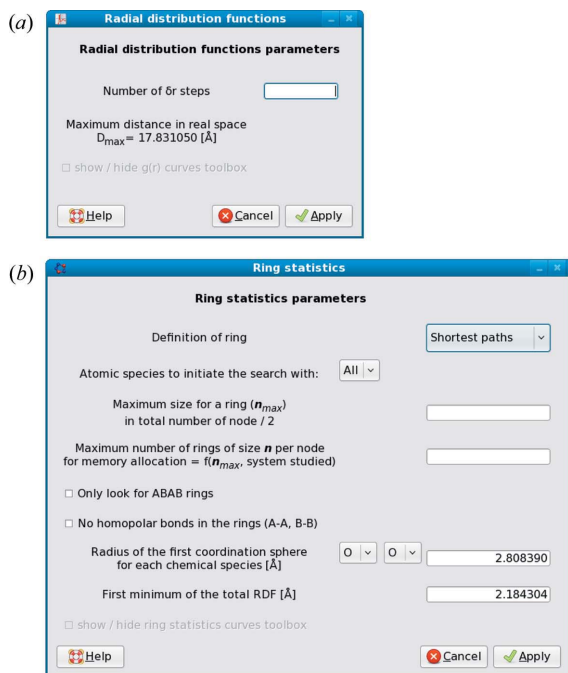 (a)
Radial distribution functions
Radial distribution functions parameters
Number of δr steps
Maximum distance in real space
Dmax= 17.831050 [Å]
show / hide g(r) curves toolbox
Help
Cancel
Apply
(b)
Ring statistics
Ring statistics parameters
Definition of ring
Shortest paths
Atomic species to initiate the search with:
All
Maximum size for a ring (nmax)
in total number of node / 2
Maximum number of rings of size n per node
for memory allocation = f(nmax, system studied)
Only look for ABAB rings
No homopolar bonds in the rings (A-A, B-B)
Radius of the first coordination sphere
for each chemical species [Å]
O O 2.808390
First minimum of the total RDF [Å]
2.184304
show / hide ring statistics curves toolbox
Help
Cancel
Apply